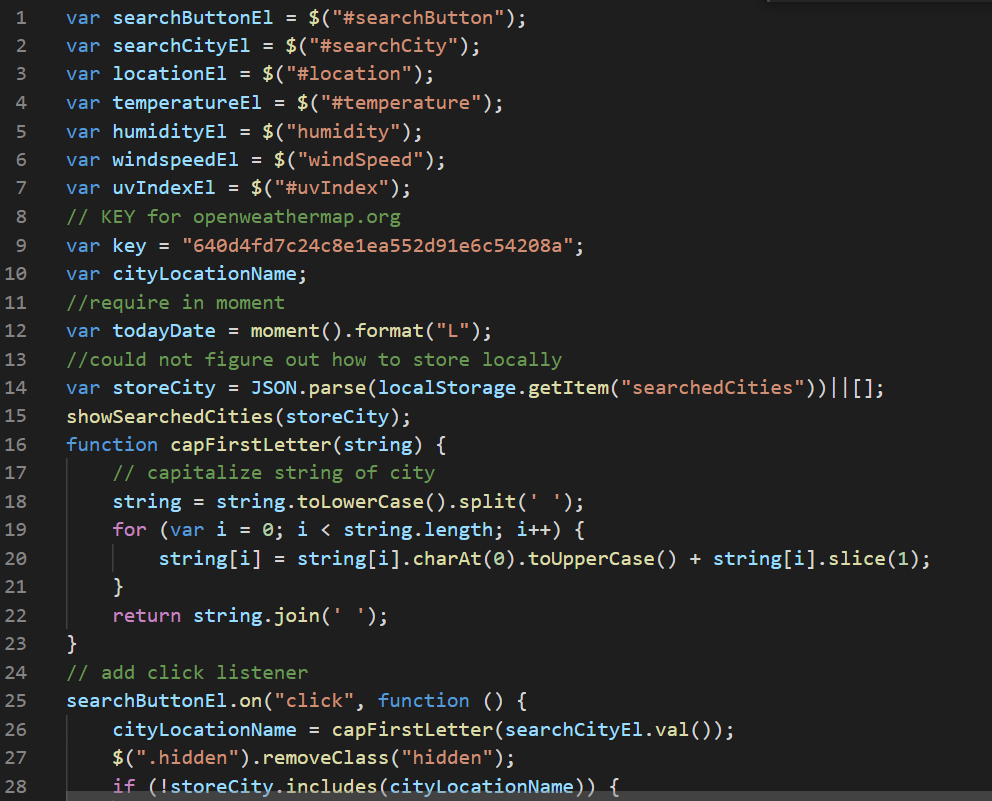 1 var searchButtonEl = $("#searchButton");
2 var searchCityEl = $("#searchCity");
3 var locationEl = $("#location");
4 var temperatureEl = $("#temperature");
5 var humidityEl = $("humidity");
6 var windspeedEl = $("windSpeed");
7 var uvIndexEl = $("#uvIndex");
8 // KEY for openweathermap.org
9 var key = "640d4fd7c24c8e1ea552d91e6c54208a";
10 var cityLocationName;
11 //require in moment
12 var todayDate = moment().format("L");
13 //could not figure out how to store locally
14 var storeCity = JSON.parse(localStorage.getItem("searchedCities"))||[];
15 showSearchedCities(storeCity);
16 function capFirstLetter(string) {
17     // capitalize string of city
18     string = string.toLowerCase().split(' ');
19     for (var i = 0; i < string.length; i++) {
20         string[i] = string[i].charAt(0).toUpperCase() + string[i].slice(1);
21     }
22     return string.join(' ');
23 }
24 // add click listener
25 searchButtonEl.on("click", function () {
26     cityLocationName = capFirstLetter(searchCityEl.val());
27     $(".hidden").removeClass("hidden");
28     if (!storeCity.includes(cityLocationName)) {